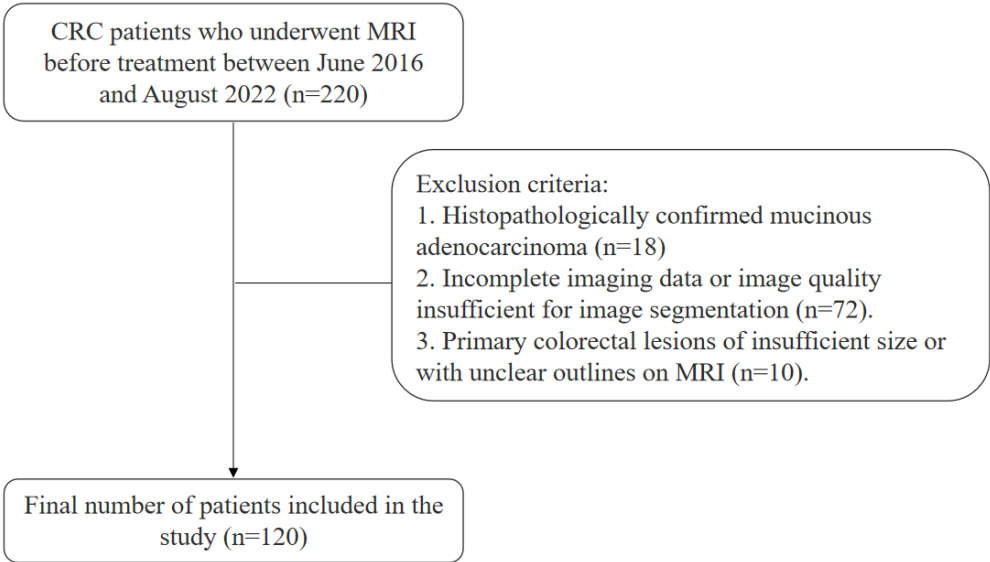 CRC patients who underwent MRI
before treatment between June 2016
and August 2022 (n=220)
Exclusion criteria:
1. Histopathologically confirmed mucinous
adenocarcinoma (n=18)
2. Incomplete imaging data or image quality
insufficient for image segmentation (n=72).
3. Primary colorectal lesions of insufficient size or
with unclear outlines on MRI (n=10).
Final number of patients included in the
study (n=120)